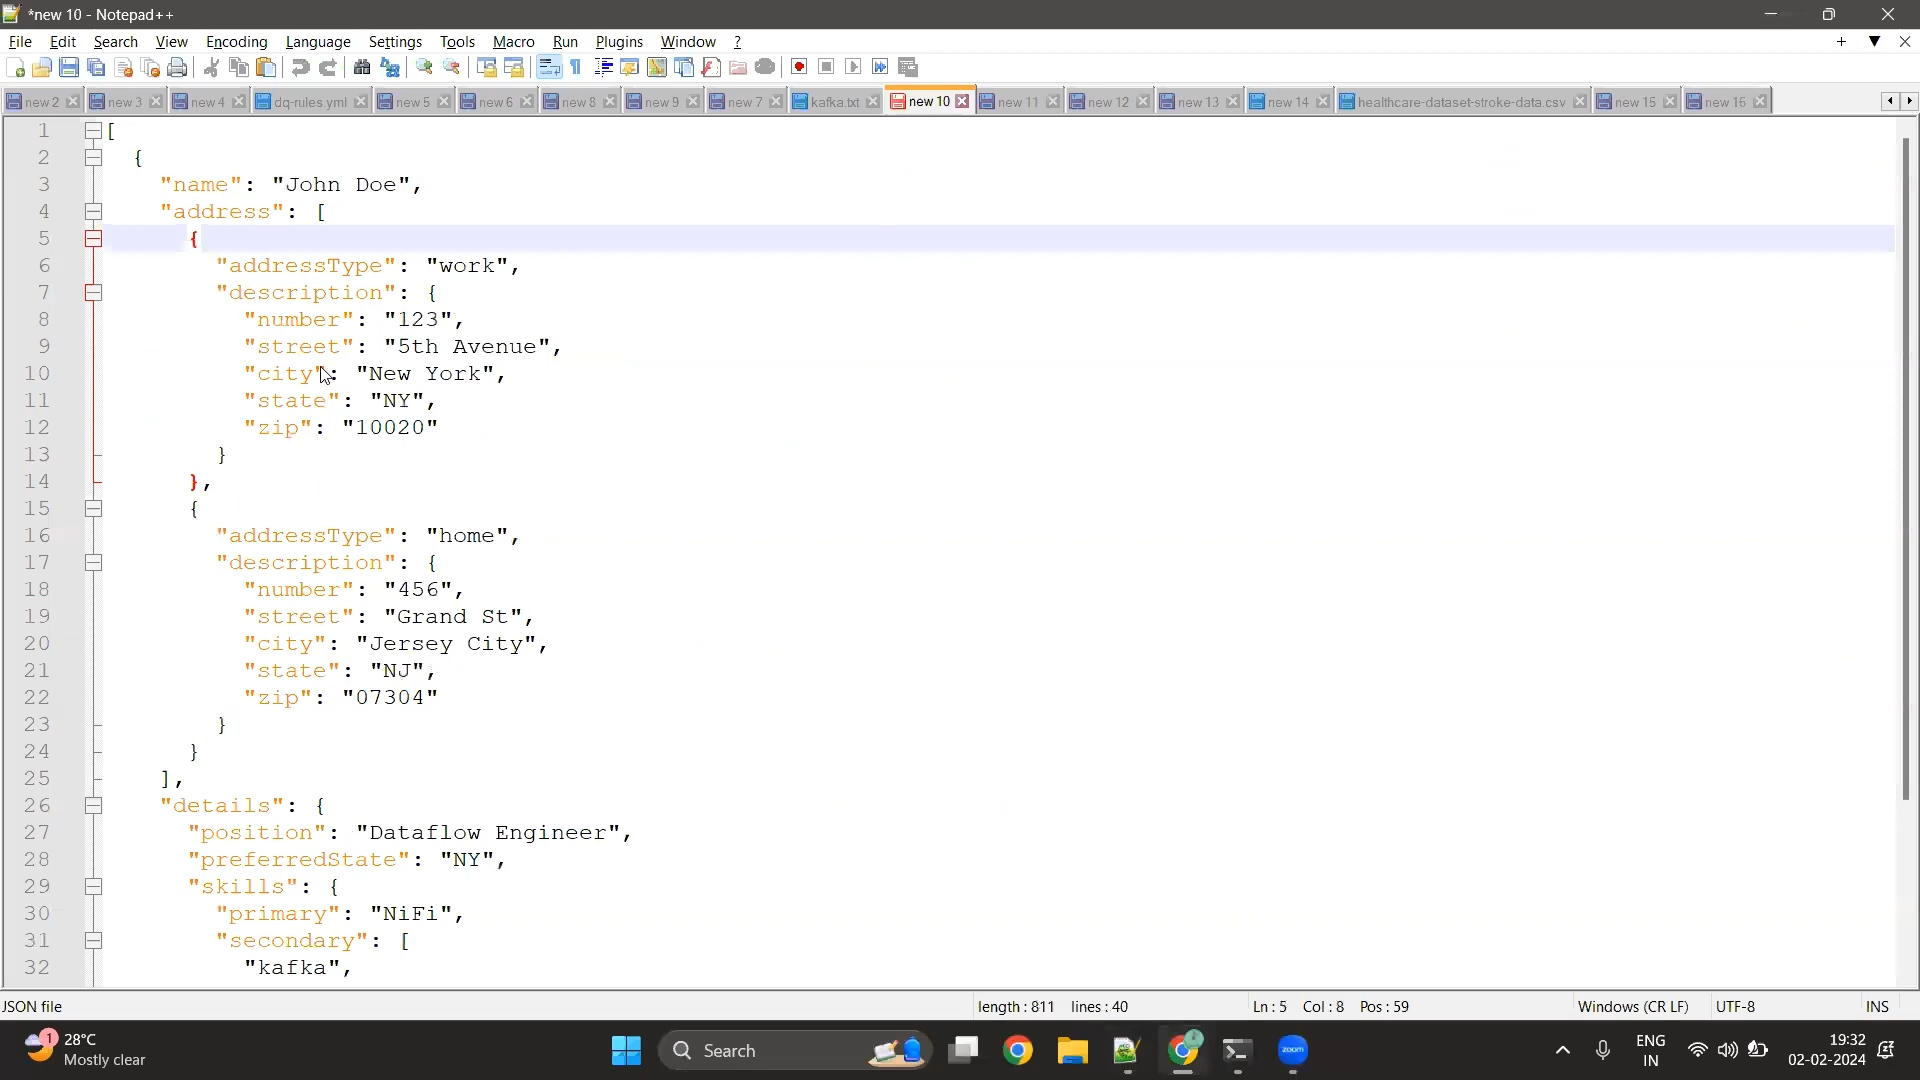 *new 10 - Notepad++
File Edit Search View Encoding Language Settings Tools Macro Run Plugins Window ?
new 2 new 3 new 4 dq-rules.yml new 5 new 6 new 8 new 9 new 7 kafka.txt new 10 new 11 new 12 new 13 new 14 healthcare-dataset-stroke-data.csv new 15 new 16
1 [
2 {
3 "name": "John Doe",
4 "address": [
5 {
6 "addressType": "work",
7 "description": {
8 "number": "123",
9 "street": "5th Avenue",
10 "city": "New York",
11 "state": "NY",
12 "zip": "10020"
13 }
14 },
15 {
16 "addressType": "home",
17 "description": {
18 "number": "456",
19 "street": "Grand St",
20 "city": "Jersey City",
21 "state": "NJ",
22 "zip": "07304"
23 }
24 }
25 ],
26 "details": {
27 "position": "Dataflow Engineer",
28 "preferredState": "NY",
29 "skills": {
30 "primary": "NiFi",
31 "secondary": [
32 "kafka",
JSON file length : 811 lines : 40 Ln : 5 Col : 8 Pos : 59 Windows (CR LF) UTF-8 INS
1 28°C
Mostly clear
Search
zoom
ENG
IN
19:32
02-02-2024